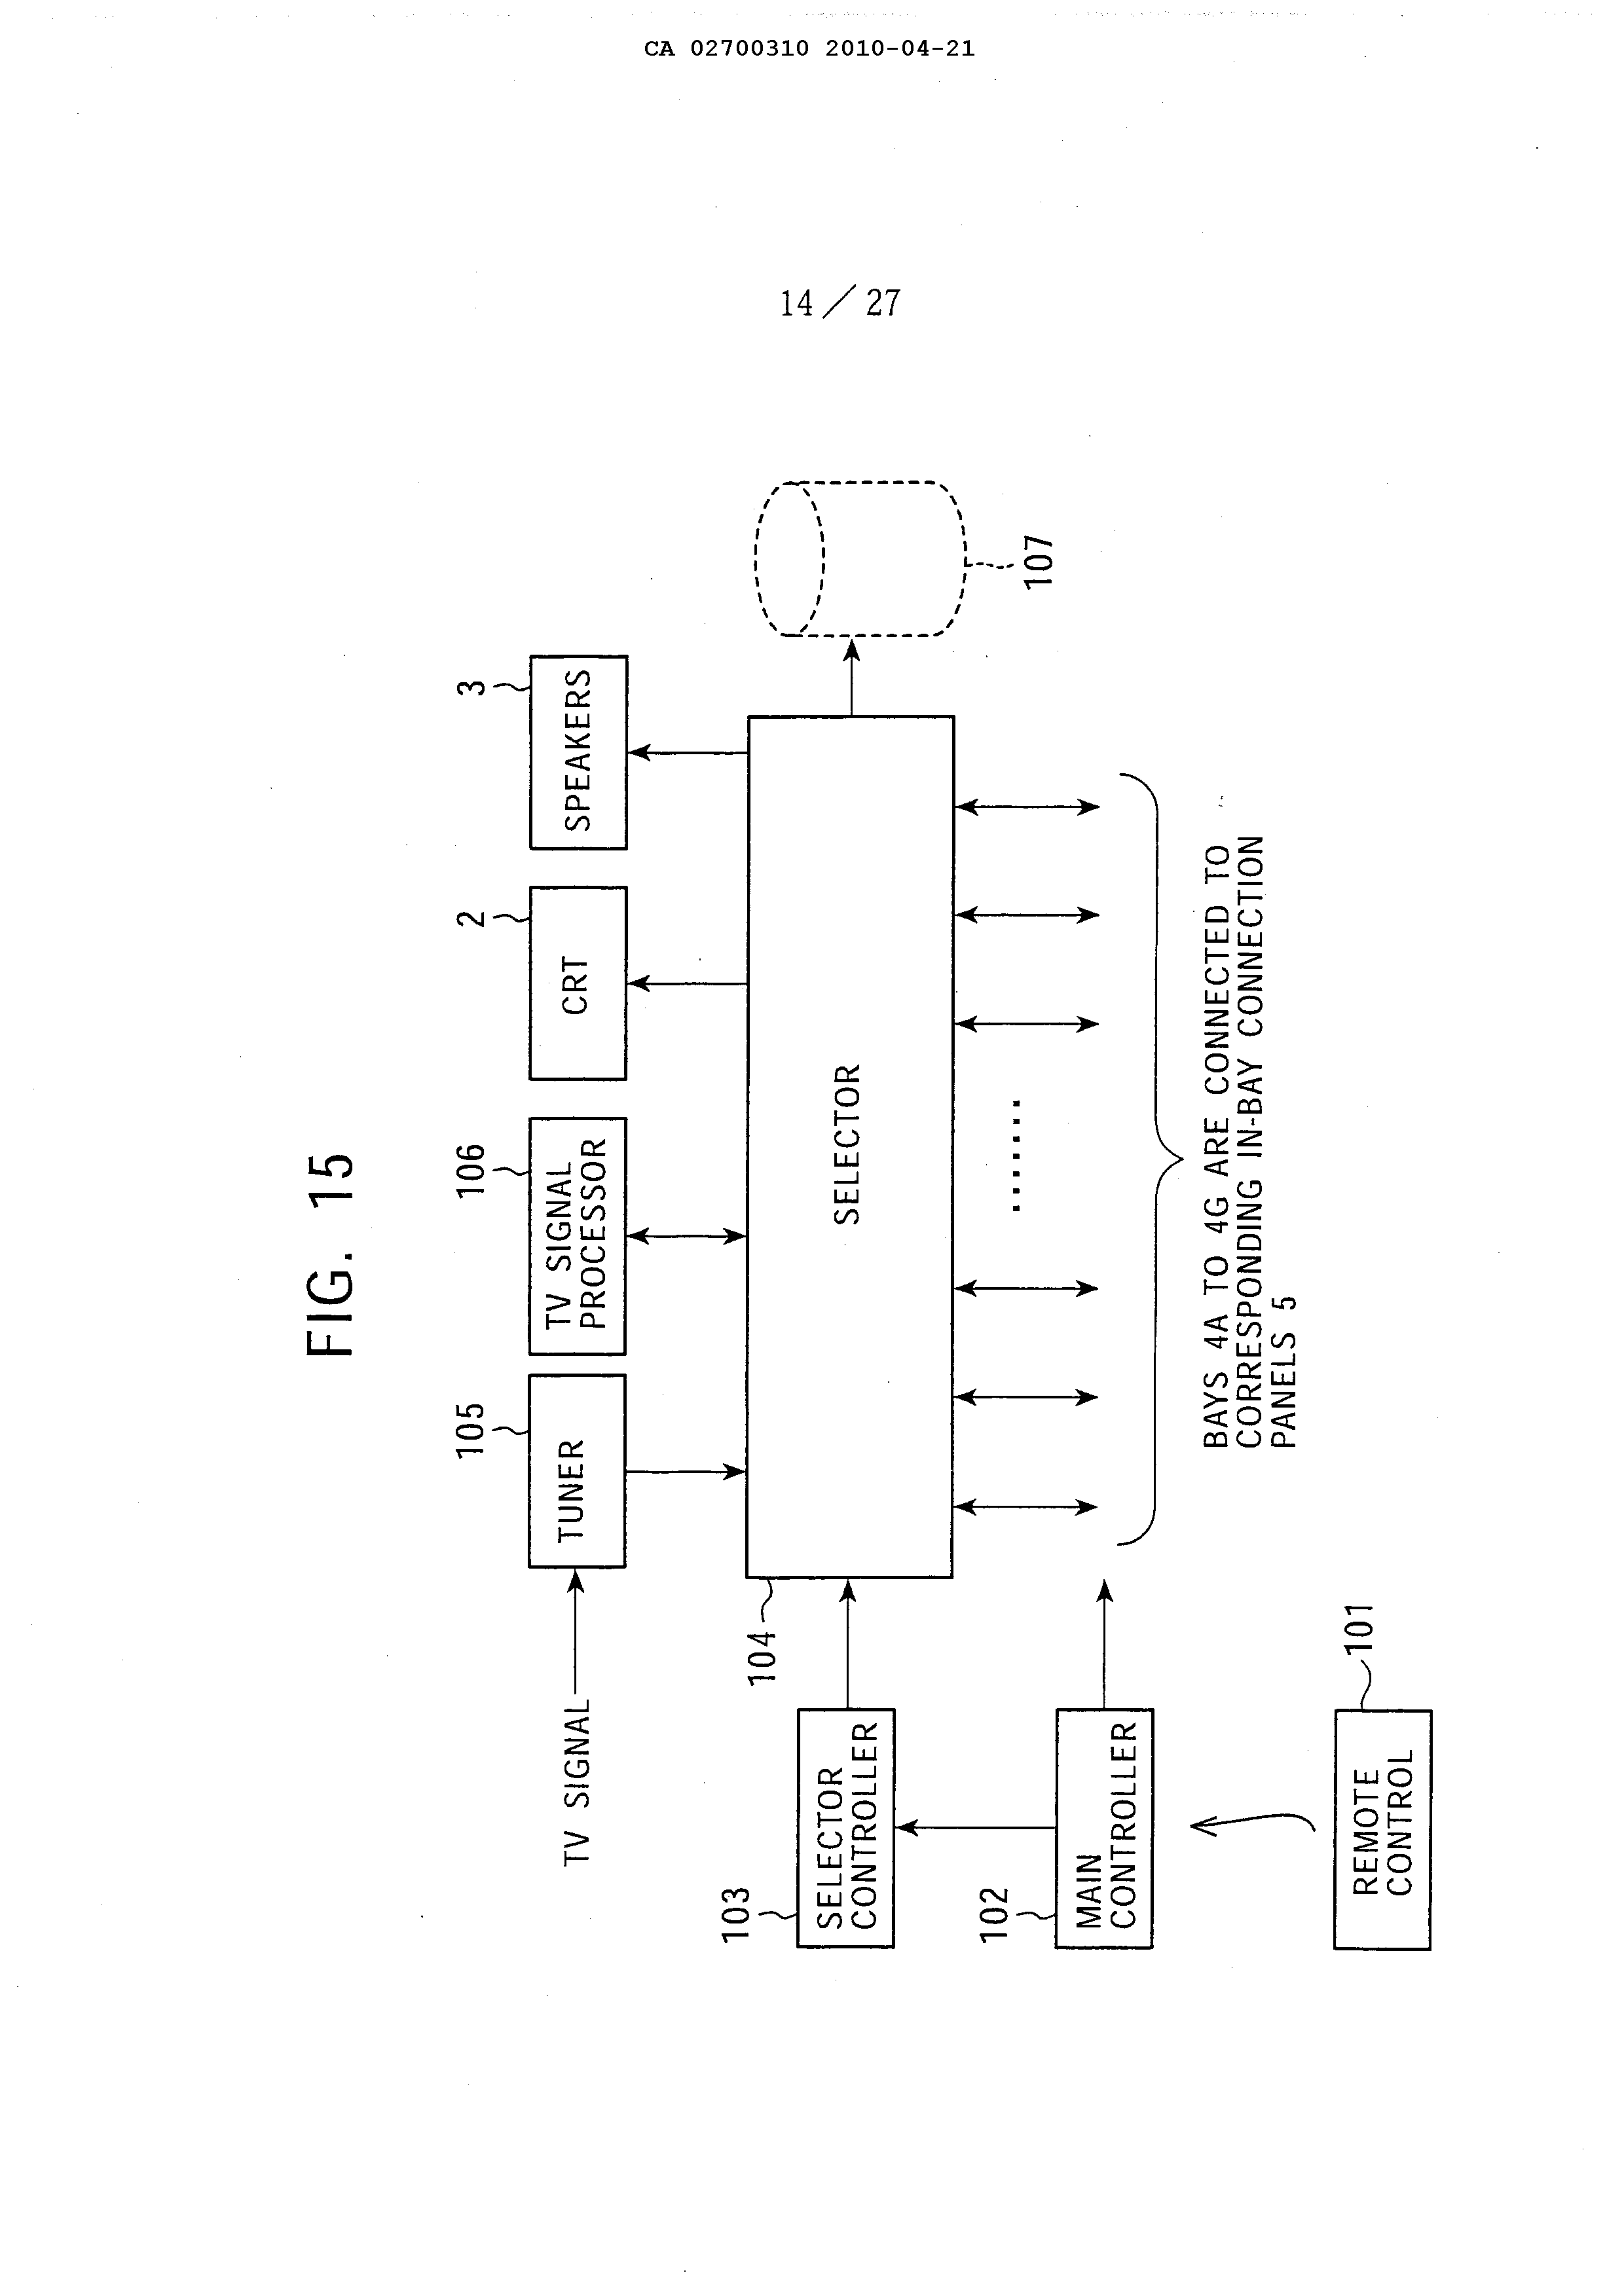 CA 02700310 2010-04-21
14/27
FIG. 15
105
106
2
3
TV SIGNAL
TUNER
TV SIGNAL
PROCESSOR
CRT
SPEAKERS
104
SELECTOR
107
103
SELECTOR
CONTROLLER
102
MAIN
CONTROLLER
.......
BAYS 4A TO 4G ARE CONNECTED TO
CORRESPONDING IN-BAY CONNECTION
PANELS 5
101
REMOTE
CONTROL